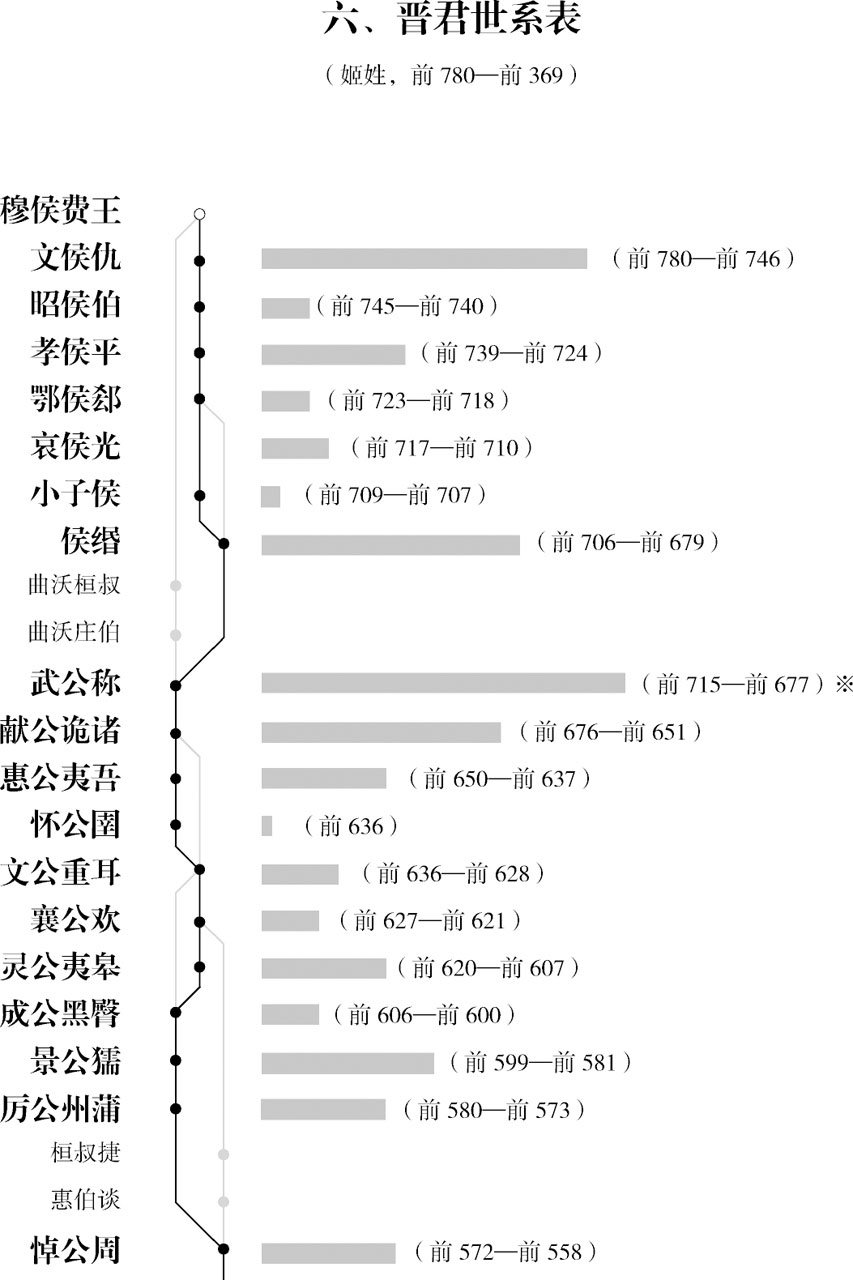 六、晋君世系表
（姬姓，前 780—前 369）
穆侯费王
文侯仇 （前 780—前 746）
昭侯伯 （前 745—前 740）
孝侯平 （前 739—前 724）
鄂侯郄 （前 723—前 718）
哀侯光 （前 717—前 710）
小子侯 （前 709—前 707）
侯缗 （前 706—前 679）
曲沃桓叔
曲沃庄伯
武公称 （前 715—前 677）※
献公诡诸 （前 676—前 651）
惠公夷吾 （前 650—前 637）
怀公圉 （前 636）
文公重耳 （前 636—前 628）
襄公欢 （前 627—前 621）
灵公夷皋 （前 620—前 607）
成公黑臀 （前 606—前 600）
景公獳 （前 599—前 581）
厉公州蒲 （前 580—前 573）
桓叔捷
惠伯谈
悼公周 （前 572—前 558）